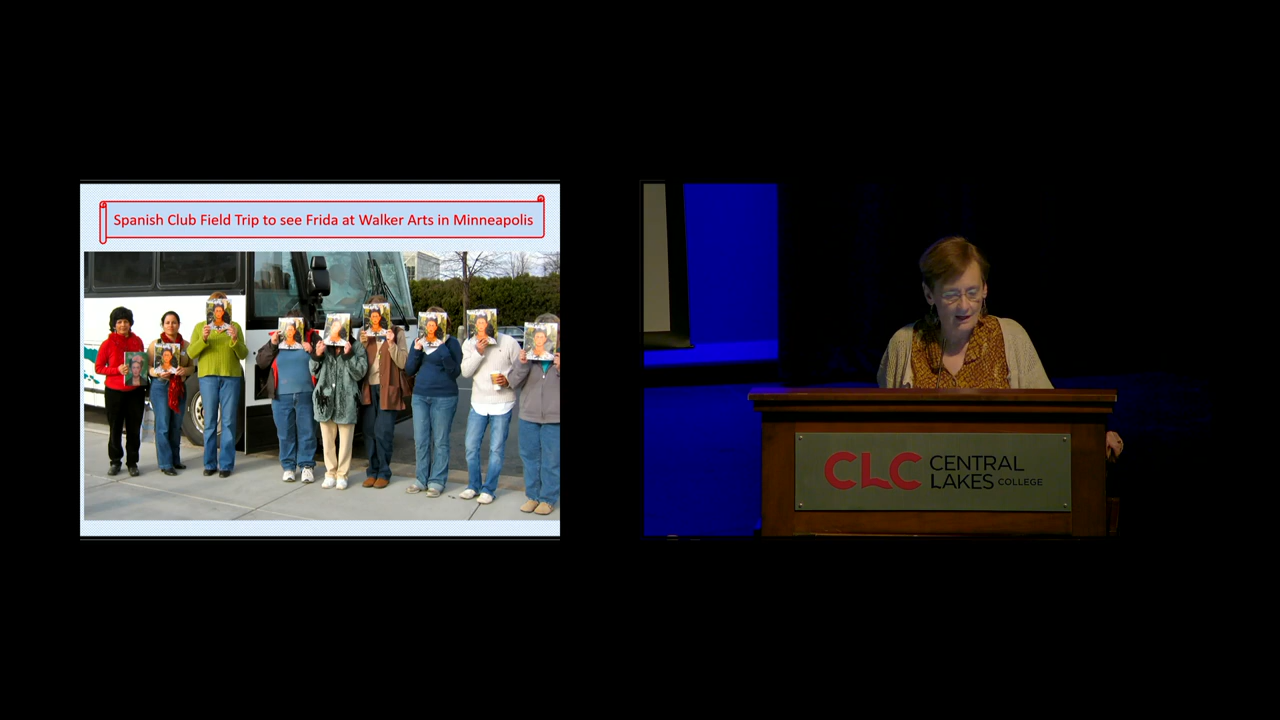 Spanish Club Field Trip to see Frida at Walker Arts in Minneapolis
CLC CENTRAL
LAKES COLLEGE